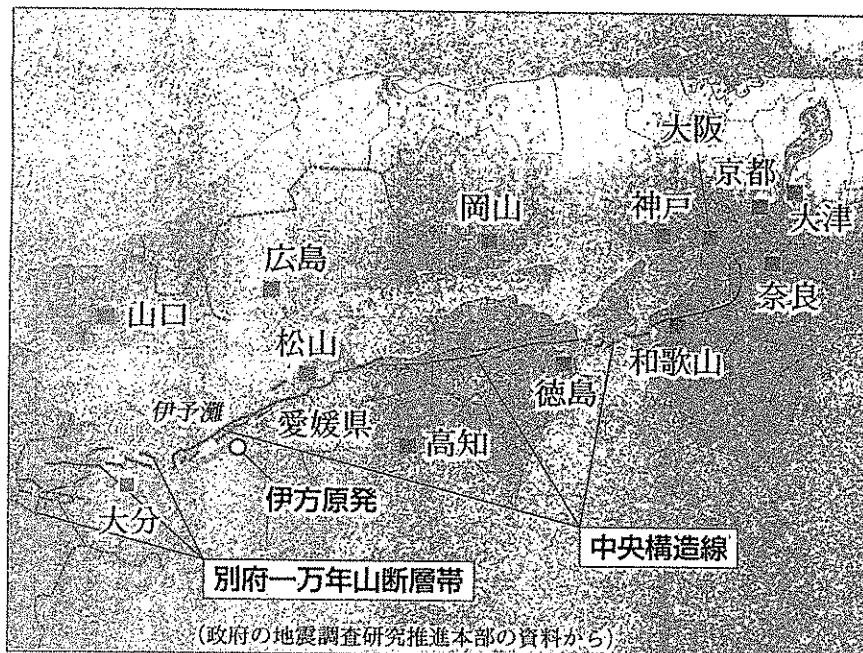 大阪
京都
大津
岡山
神戸
広島
奈良
山口
松山
和歌山
徳島
伊予灘
愛媛県
高知
伊方原発
大分
中央構造線
別府一万年山断層帯
(政府の地震調査研究推進本部の資料から)